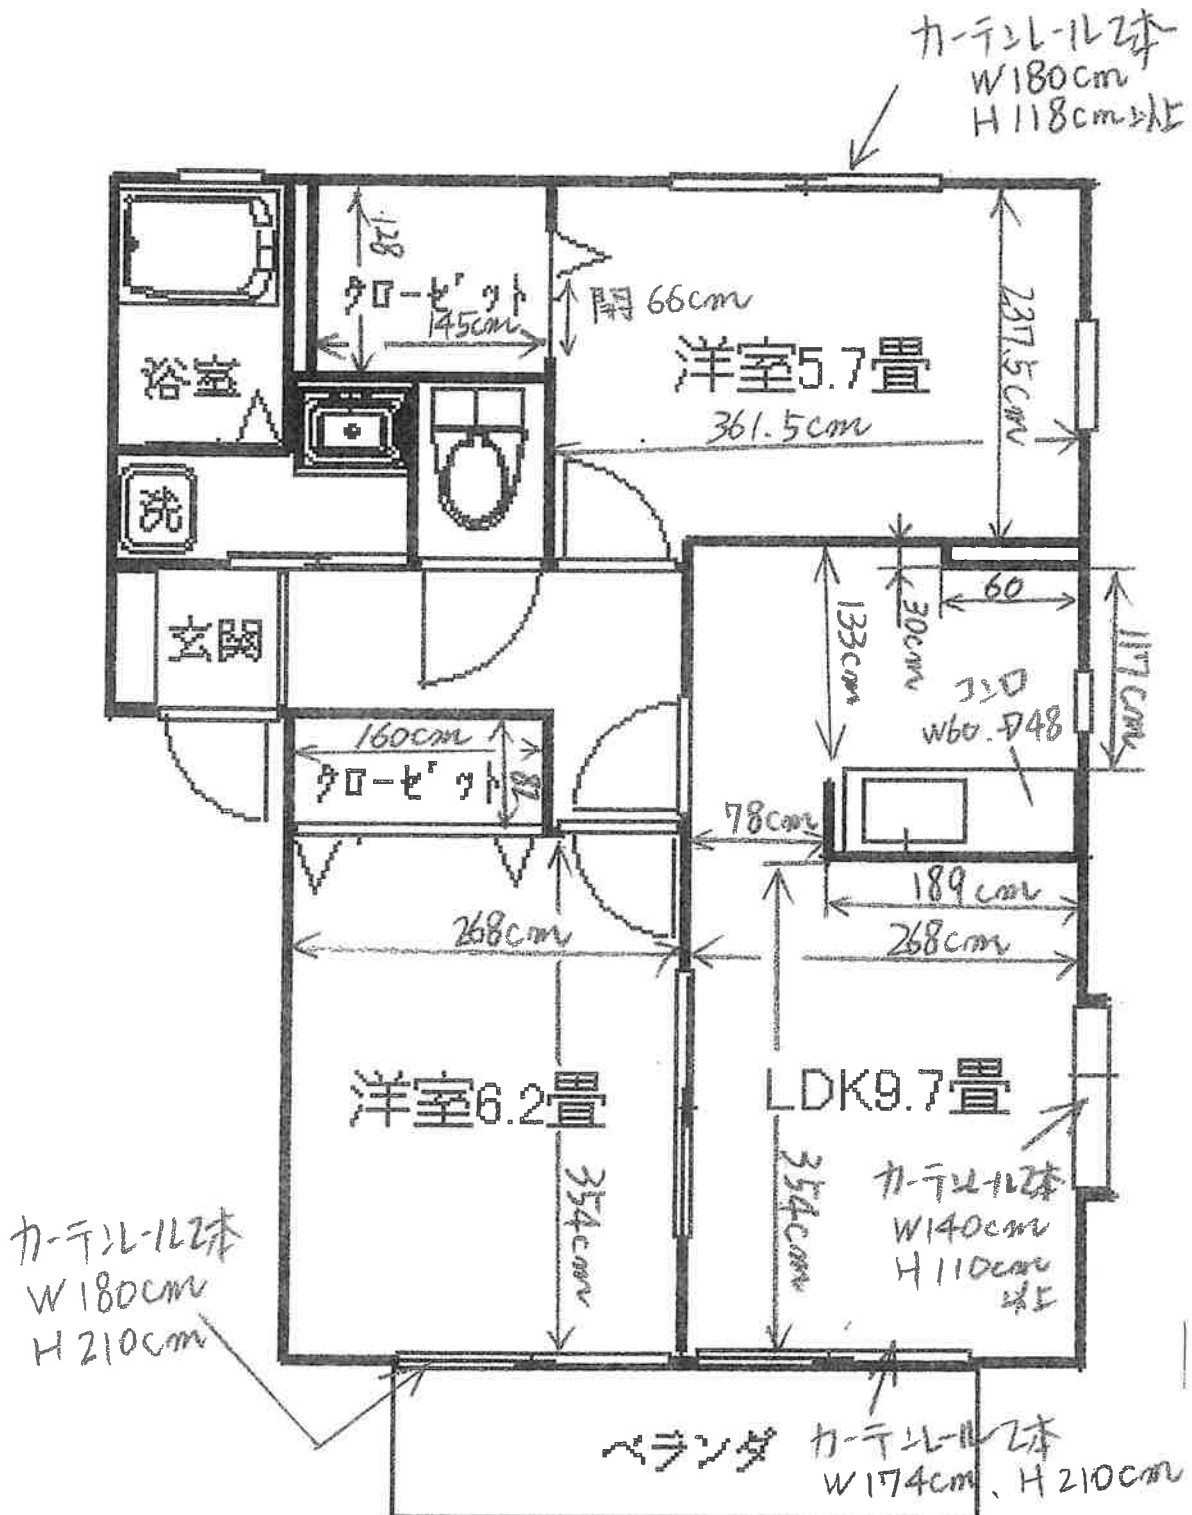 カーテンレール2本
W180cm
H118cm以上
128
クローゼット
145cm
開 66cm
洋室5.7畳
237.5cm
361.5cm
浴室
洗
玄関
60
30cm
133cm
117cm
コンロ
W60.D48
160cm
クローゼット
78cm
189cm
268cm
268cm
洋室6.2畳
LDK9.7畳
354cm
354cm
カーテンレール2本
W140cm
H110cm
以上
カーテンレール2本
W180cm
H210cm
ベランダ
カーテンレール2本
W174cm、H210cm